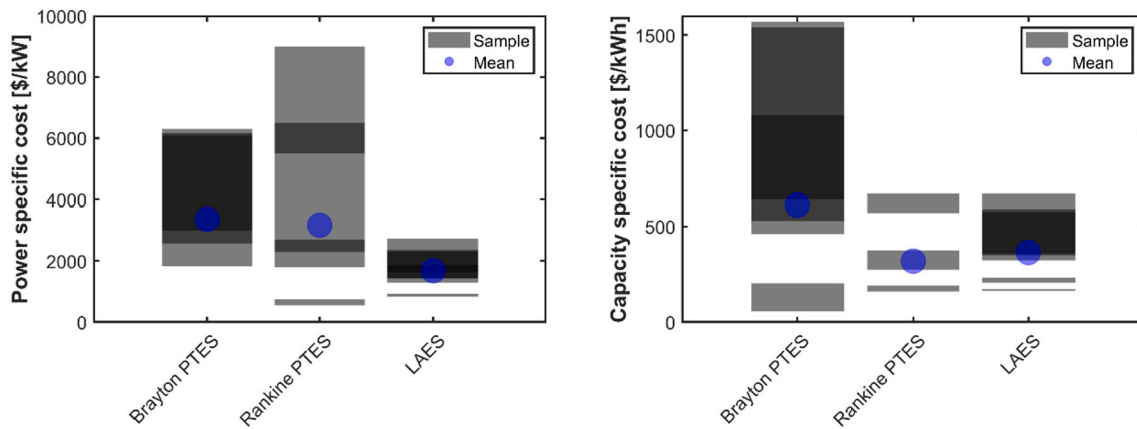 Power specific cost [$/kW]
10000
8000
6000
4000
2000
0
Sample
Mean
Brayton PTES
Rankine PTES
LAES
Capacity specific cost [$/kWh]
1500
1000
500
0
Sample
Mean
Brayton PTES
Rankine PTES
LAES